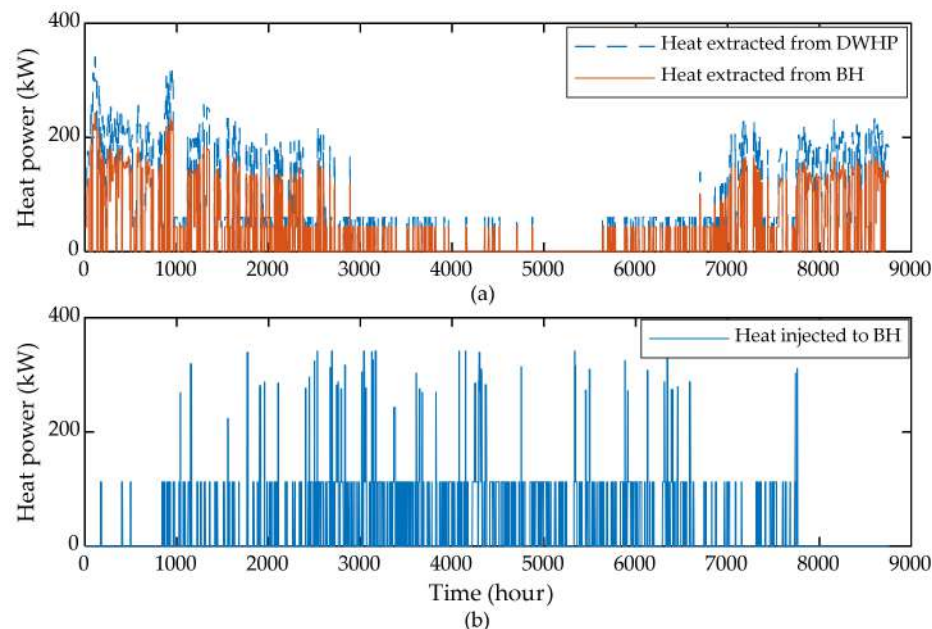 400
Heat extracted from DWHP
Heat extracted from BH
Heat power (kW)
200
0
0 1000 2000 3000 4000 5000 6000 7000 8000 9000
(a)
400
Heat injected to BH
Heat power (kW)
200
0
0 1000 2000 3000 4000 5000 6000 7000 8000 9000
Time (hour)
(b)